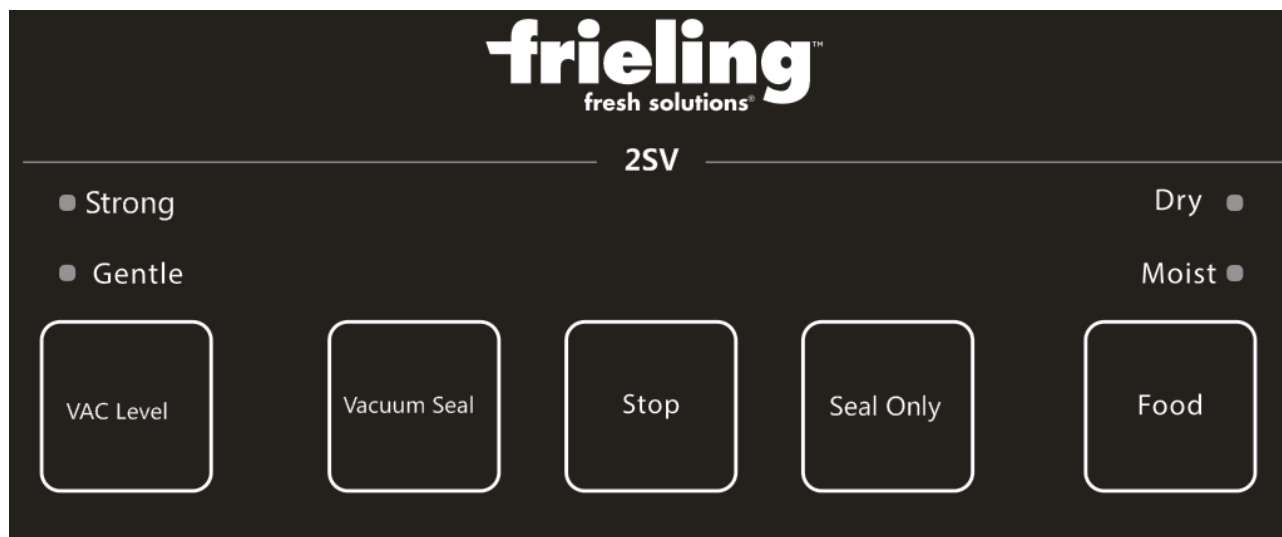 frieling™
fresh solutions®
2SV
Strong
Dry
Gentle
Moist
VAC Level
Vacuum Seal
Stop
Seal Only
Food